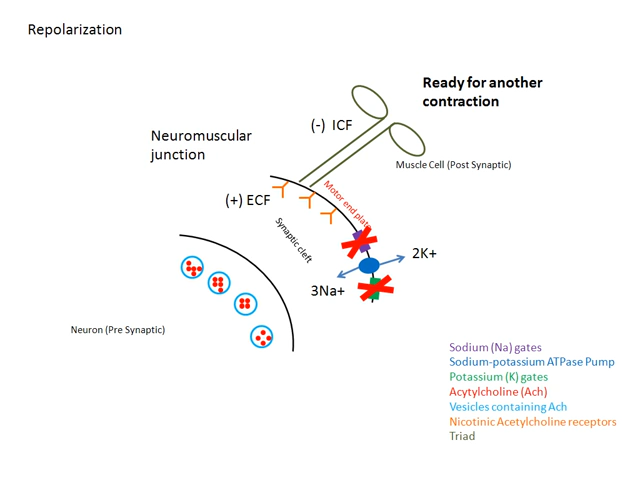 Repolarization
Ready for another
contraction
(-) ICF
Neuromuscular
junction
Muscle Cell (Post Synaptic)
Motor end plate
(+) ECF
Synaptic cleft
2K+
3Na+
Neuron (Pre Synaptic)
Sodium (Na) gates
Sodium-potassium ATPase Pump
Potassium (K) gates
Acytylcholine (Ach)
Vesicles containing Ach
Nicotinic Acetylcholine receptors
Triad